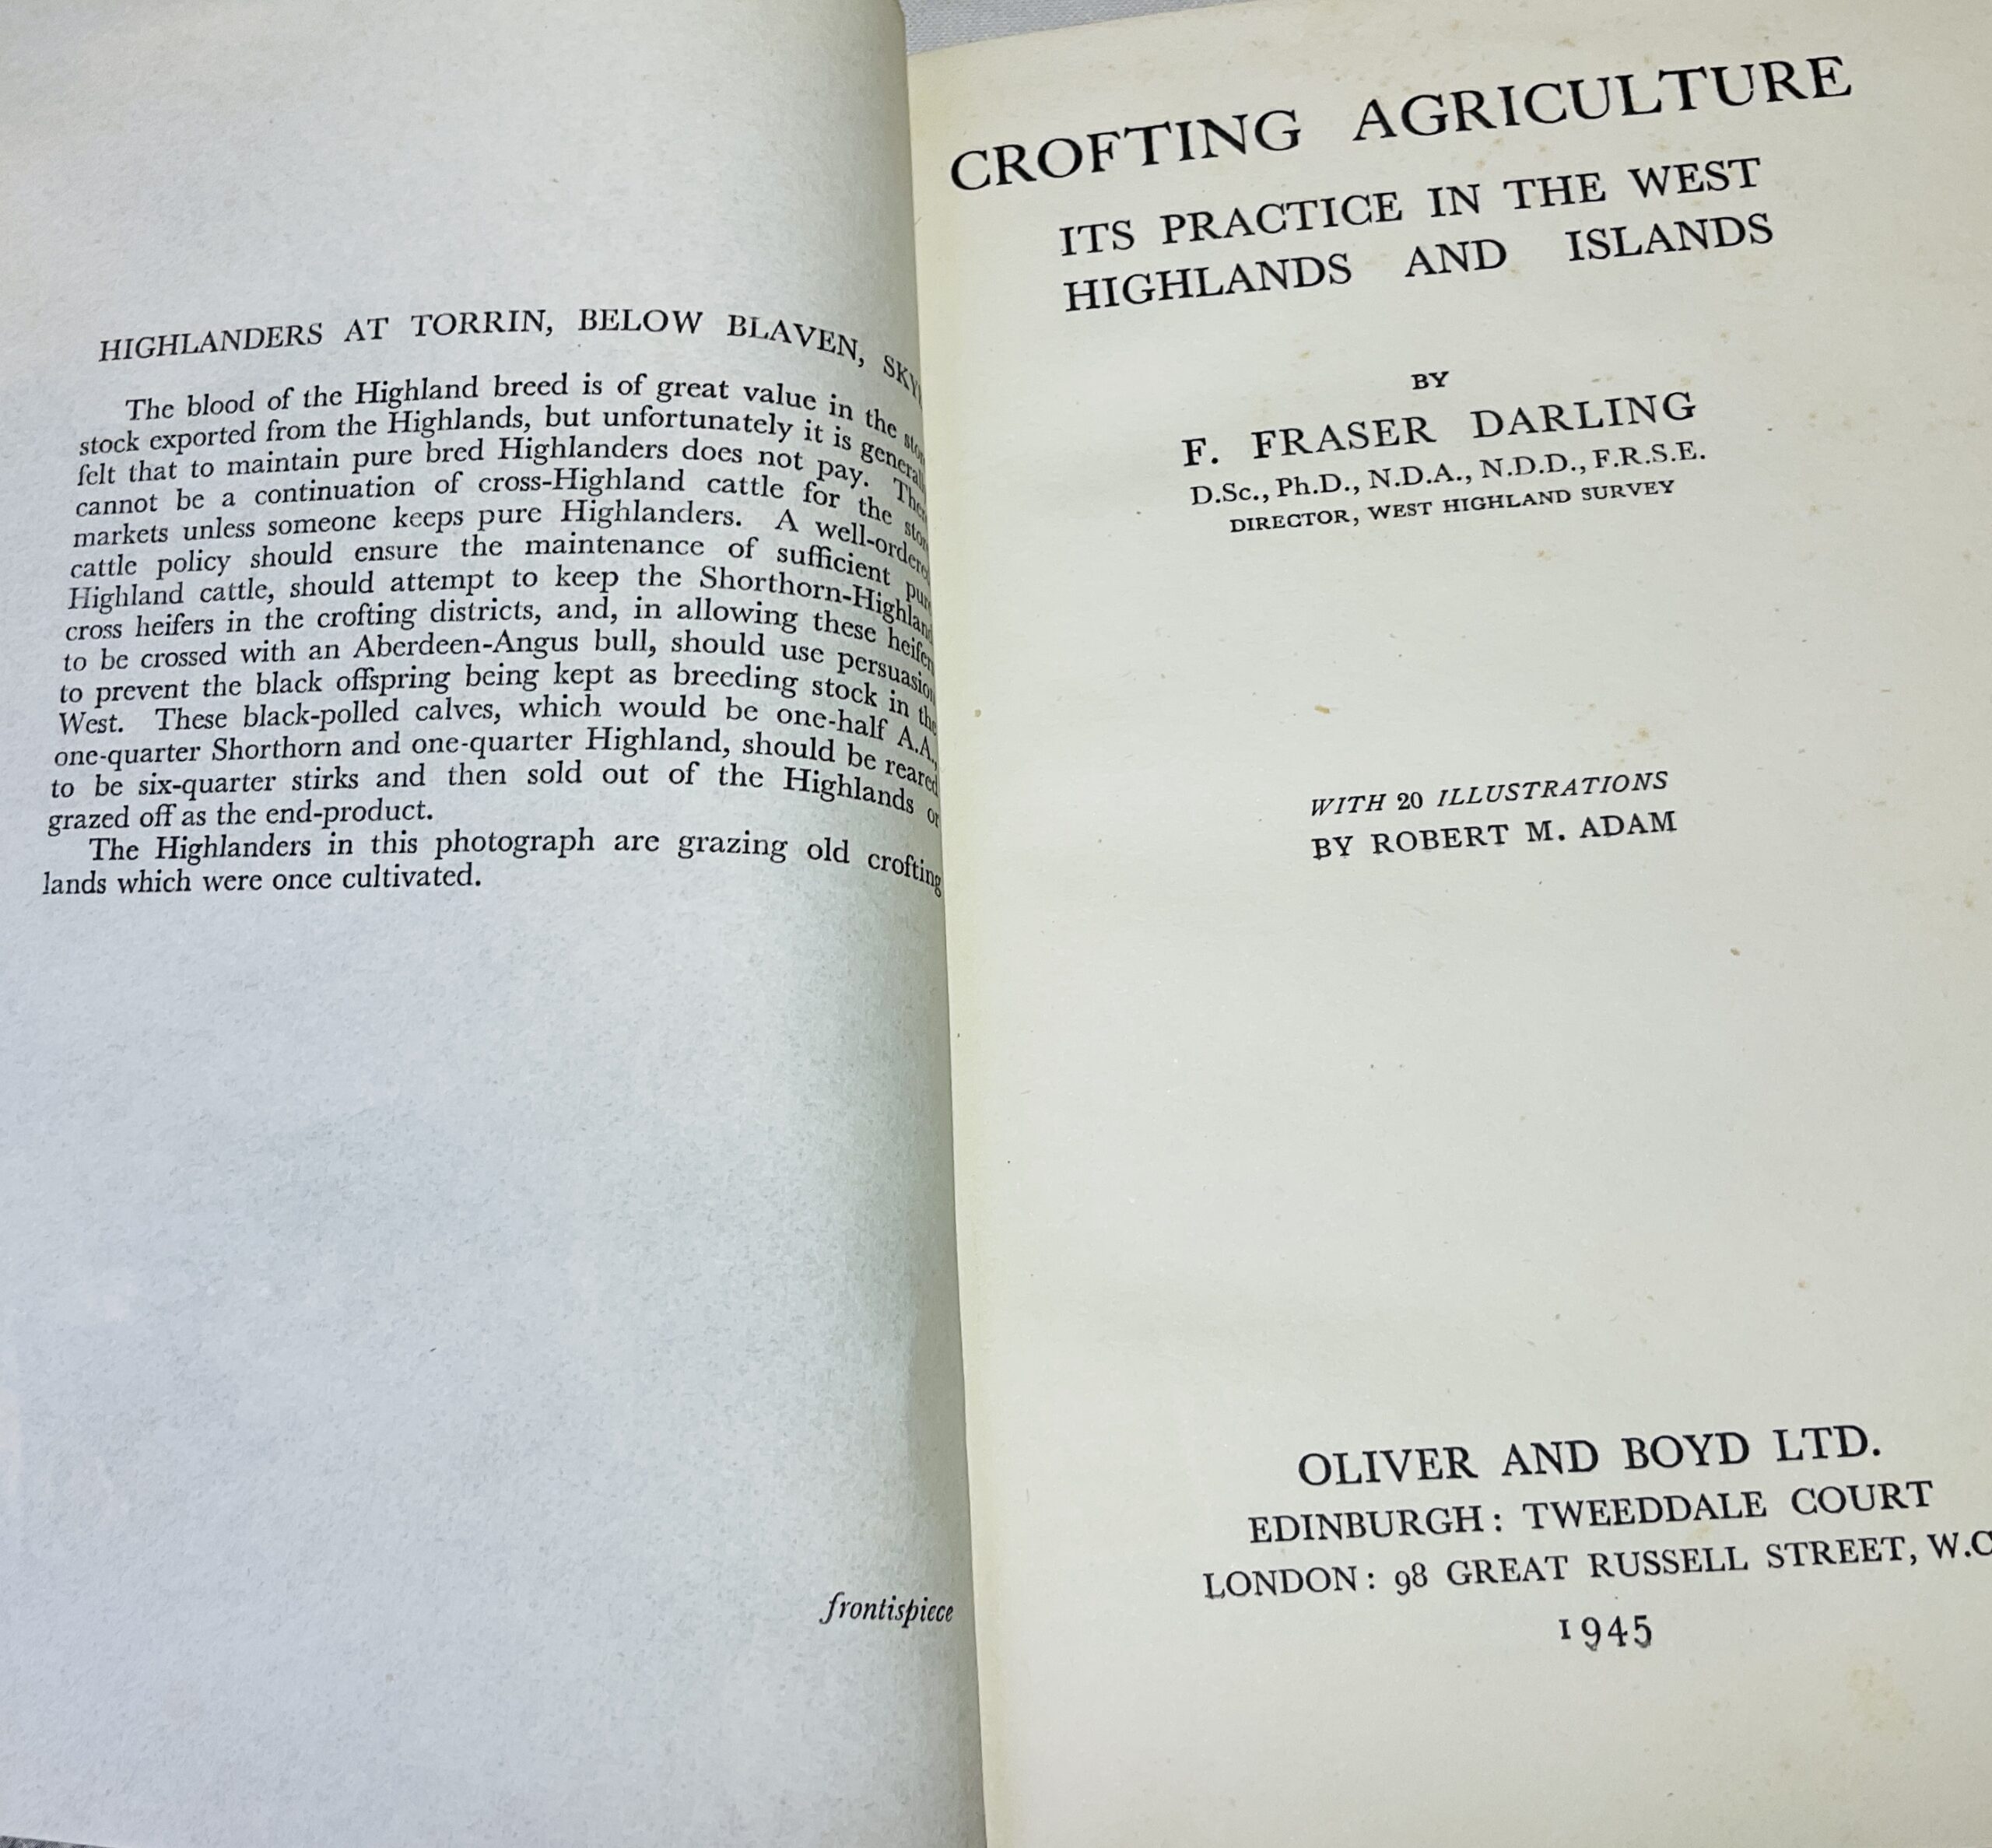 HIGHLANDERS AT TORRIN, BELOW BLAVEN,
The blood of the Highland breed is of great value in the
stock exported from the Highlands, but unfortunately it is
felt that to maintain pure bred Highlanders does not pay.
cannot be a continuation of cross-Highland cattle for the
markets unless someone keeps pure Highlanders. A
cattle policy should ensure the maintenance of sufficient
Highland cattle, should attempt to keep the
cross heifers in the crofting districts, and, in allowing these
to be crossed with an Aberdeen-Angus bull, should use
to prevent the black offspring being kept as breeding stock in the
West. These black-polled calves, which would be one-half A.A.,
one-quarter Shorthorn and one-quarter Highland, should be reared
to be six-quarter stirks and then sold out of the Highlands or
grazed off as the end-product.
The Highlanders in this photograph are grazing old crofting
lands which were once cultivated.
frontispiece
CROFTING AGRICULTURE
ITS PRACTICE IN THE WEST
HIGHLANDS AND ISLANDS
BY
F. FRASER DARLING
D.Sc., Ph.D., N.D.A., N.D.D., F.R.S.E.
DIRECTOR, WEST HIGHLAND SURVEY
WITH 20 ILLUSTRATIONS
BY ROBERT M. ADAM
OLIVER AND BOYD LTD.
EDINBURGH: TWEEDDALE COURT
LONDON: 98 GREAT RUSSELL STREET, W.C
1945